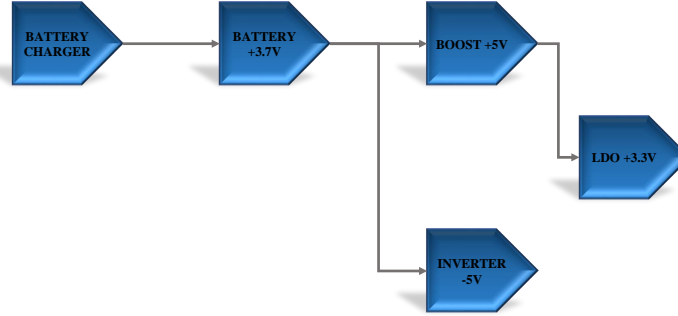 BATTERY
CHARGER
BATTERY
+3.7V
BOOST +5V
LDO +3.3V
INVERTER
-5V